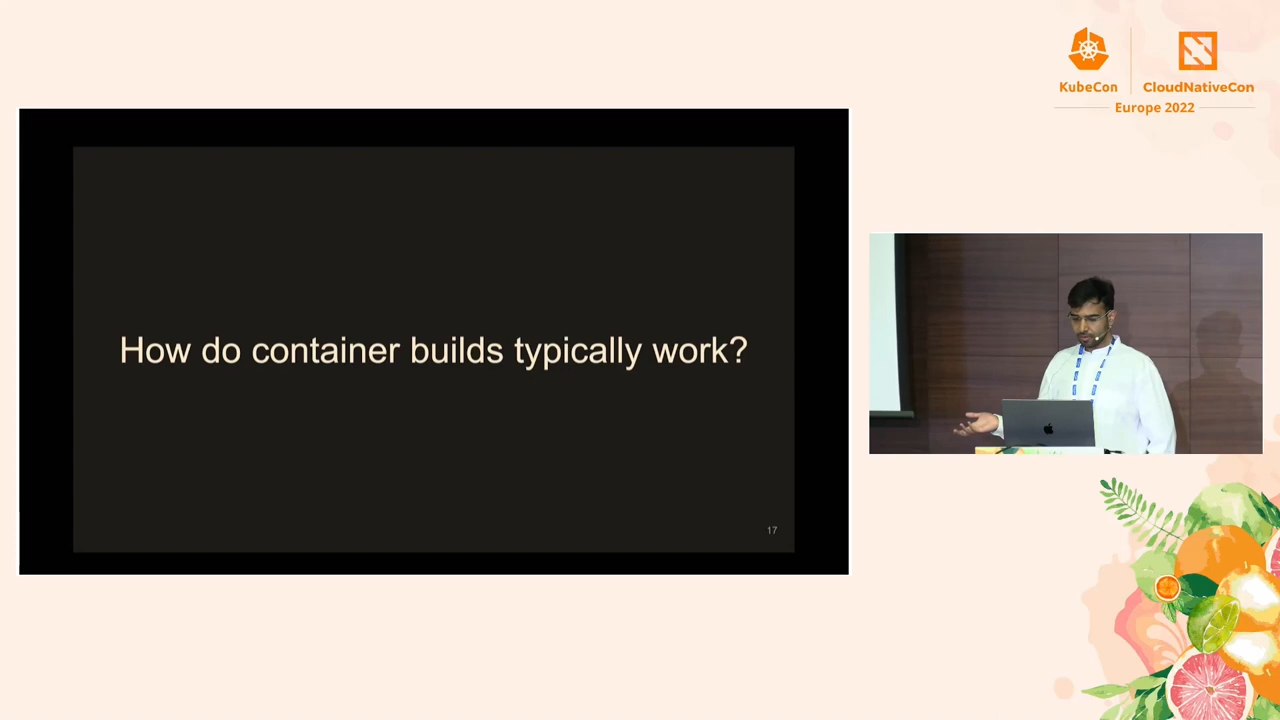 KubeCon
CloudNativeCon
Europe 2022
How do container builds typically work?
17